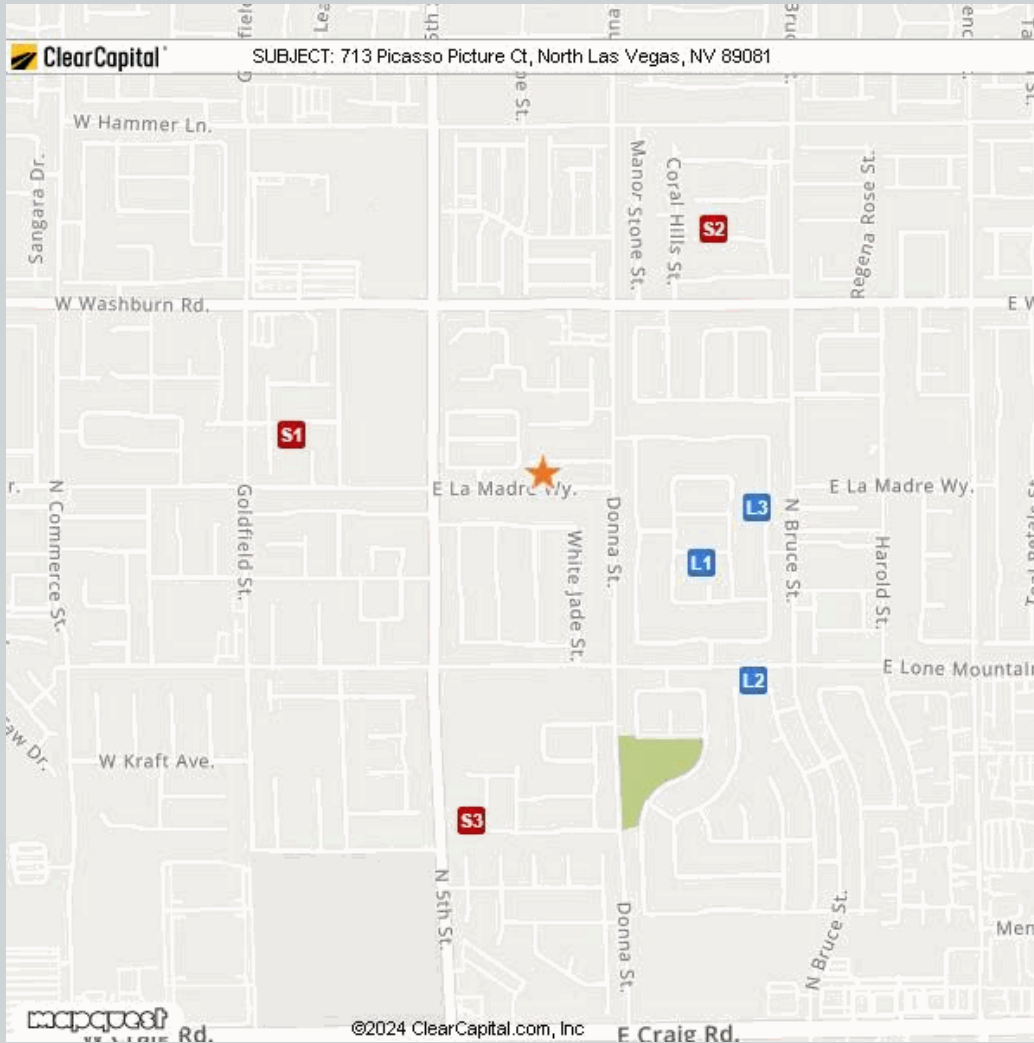 ClearCapital
SUBJECT: 713 Picasso Picture Ct, North Las Vegas, NV 89081
W Hammer Ln.
Sangara Dr.
Manor Stone St.
Coral Hills St.
Regena Rose St.
S2
W Washburn Rd.
E W
S1
E La Madre Wy.
E La Madre Wy.
N Commerce St.
Goldfield St.
Donna St.
White Jade St.
L3
L1
N Bruce St.
Harold St.
E Lone Mountain
L2
W Kraft Ave.
S3
N 5th St.
Donna St.
N Bruce St.
mapquest
©2024 ClearCapital.com, Inc
W Craig Rd.
E Craig Rd.